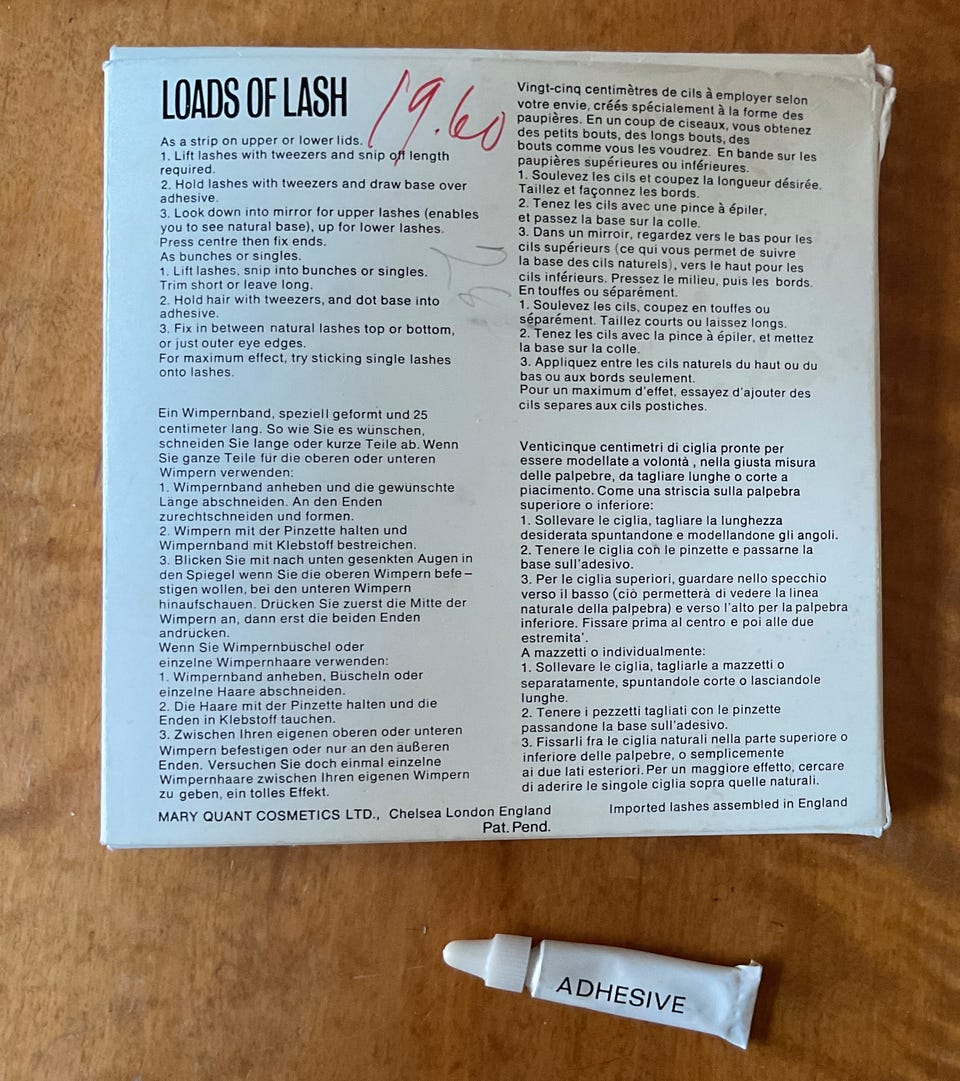 LOADS OF LASH
19.60
As a strip on upper or lower lids.
1. Lift lashes with tweezers and snip off length
required.
2. Hold lashes with tweezers and draw base over
adhesive.
3. Look down into mirror for upper lashes (enables
you to see natural base), up for lower lashes.
Press centre then fix ends.
As bunches or singles.
1. Lift lashes, snip into bunches or singles.
Trim short or leave long.
2. Hold hair with tweezers, and dot base into
adhesive.
3. Fix in between natural lashes top or bottom,
or just outer eye edges.
For maximum effect, try sticking single lashes
onto lashes.
Ein Wimpernband, speziell geformt und 25
centimeter lang. So wie Sie es wünschen,
schneiden Sie lange oder kurze Teile ab. Wenn
Sie ganze Teile für die oberen oder unteren
Wimpern verwenden:
1. Wimpernband anheben und die gewünschte
Länge abschneiden. An den Enden
zurechtschneiden und formen.
2. Wimpern mit der Pinzette halten und
Wimpernband mit Klebstoff bestreichen.
3. Blicken Sie mit nach unten gesenkten Augen in
den Spiegel wenn Sie die oberen Wimpern befe–
stigen wollen, bei den unteren Wimpern
hinaufschauen. Drücken Sie zuerst die Mitte der
Wimpern an, dann erst die beiden Enden
andrücken.
Wenn Sie Wimpernbüschel oder
einzelne Wimpernhaare verwenden:
1. Wimpernband anheben, Büscheln oder
einzelne Haare abschneiden.
2. Die Haare mit der Pinzette halten und die
Enden in Klebstoff tauchen.
3. Zwischen Ihren eigenen oberen oder unteren
Wimpern befestigen oder nur an den äußeren
Enden. Versuchen Sie doch einmal einzelne
Wimpernhaare zwischen Ihren eigenen Wimpern
zu geben, ein tolles Effekt.
Vingt-cinq centimètres de cils à employer selon
votre envie, créés spécialement à la forme des
paupières. En un coup de ciseaux, vous obtenez
des petits bouts, des longs bouts, des
bouts comme vous les voudrez. En bande sur les
paupières supérieures ou inférieures.
1. Soulevez les cils et coupez la longueur désirée.
Taillez et façonnez les bords.
2. Tenez les cils avec une pince à épiler,
et passez la base sur la colle.
3. Dans un mirroir, regardez vers le bas pour les
cils supérieurs (ce qui vous permet de suivre
la base des cils naturels), vers le haut pour les
cils inférieurs. Pressez le milieu, puis les bords.
En touffes ou séparément.
1. Soulevez les cils, coupez en touffes ou
séparément. Taillez courts ou laissez longs.
2. Tenez les cils avec la pince à épiler, et mettez
la base sur la colle.
3. Appliquez entre les cils naturels du haut ou du
bas ou aux bords seulement.
Pour un maximum d'effet, essayez d'ajouter des
cils separes aux cils postiches.
Venticinque centimetri di ciglia pronte per
essere modellate a volontà , nella giusta misura
delle palpebre, da tagliare lunghe o corte a
piacimento. Come una striscia sulla palpebra
superiore o inferiore:
1. Sollevare le ciglia, tagliare la lunghezza
desiderata spuntandone e modellandone gli angoli.
2. Tenere le ciglia con le pinzette e passarne la
base sull'adesivo.
3. Per le ciglia superiori, guardare nello specchio
verso il basso (ciò permetterà di vedere la linea
naturale della palpebra) e verso l'alto per la palpebra
inferiore. Fissare prima al centro e poi alle due
estremita'.
A mazzetti o individualmente:
1. Sollevare le ciglia, tagliarle a mazzetti o
separatamente, spuntandole corte o lasciandole
lunghe.
2. Tenere i pezzetti tagliati con le pinzette
passandone la base sull'adesivo.
3. Fissarli fra le ciglia naturali nella parte superiore o
inferiore delle palpebre, o semplicemente
ai due lati esteriori. Per un maggiore effetto, cercare
di aderire le singole ciglia sopra quelle naturali.
MARY QUANT COSMETICS LTD., Chelsea London England
Pat. Pend.
Imported lashes assembled in England
ADHESIVE